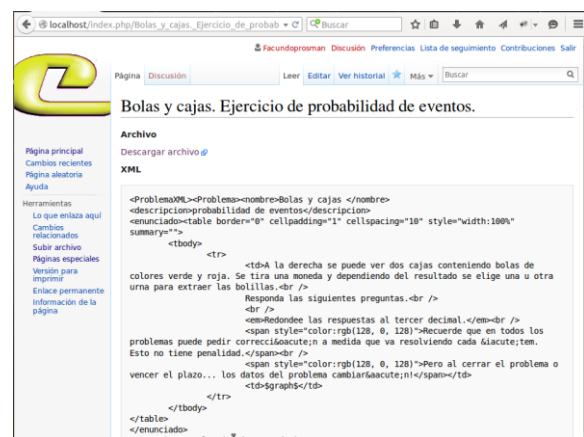 localhost/index.php/Bolas_y_cajas._Ejercicio_de_probab
Buscar
Facundoprosman Discusión Preferencias Lista de seguimiento Contribuciones Salir
Página Discusión Leer Editar Ver historial Más Buscar
Bolas y cajas. Ejercicio de probabilidad de eventos.
Archivo
Descargar archivo
XML
Página principal
Cambios recientes
Página aleatoria
Ayuda
Herramientas
Lo que enlaza aquí
Cambios
relacionados
Subir archivo
Páginas especiales
Versión para
imprimir
Enlace permanente
Información de la
página
<ProblemaXML><Problema><nombre>Bolas y cajas </nombre>
<descripcion>probabilidad de eventos</descripcion>
<enunciado><table border="0" cellpadding="1" cellspacing="10" style="width:100%"
summary="">
<tbody>
<tr>
<td>A la derecha se puede ver dos cajas conteniendo bolas de
colores verde y roja. Se tira una moneda y dependiendo del resultado se elige una u otra
urna para extraer las bolillas.<br />
Responda las siguientes preguntas.<br />
<br />
<em>Redondee las respuestas al tercer decimal.</em><br />
<span style="color:rgb(128, 0, 128)">Recuerde que en todos los
problemas puede pedir correcci&oacute;n a medida que va resolviendo cada &iacute;tem.
Esto no tiene penalidad.</span><br />
<span style="color:rgb(128, 0, 128)">Pero al cerrar el problema o
vencer el plazo... los datos del problema cambiar&aacute;n!</span></td>
<td>$graph$</td>
</tr>
</tbody>
</table>
</enunciado>